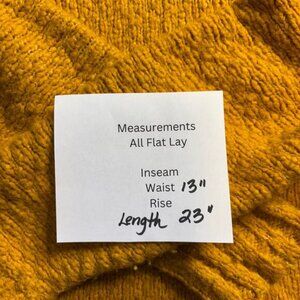 Measurements
All Flat Lay
Inseam
Waist 13"
Rise
Length 23"